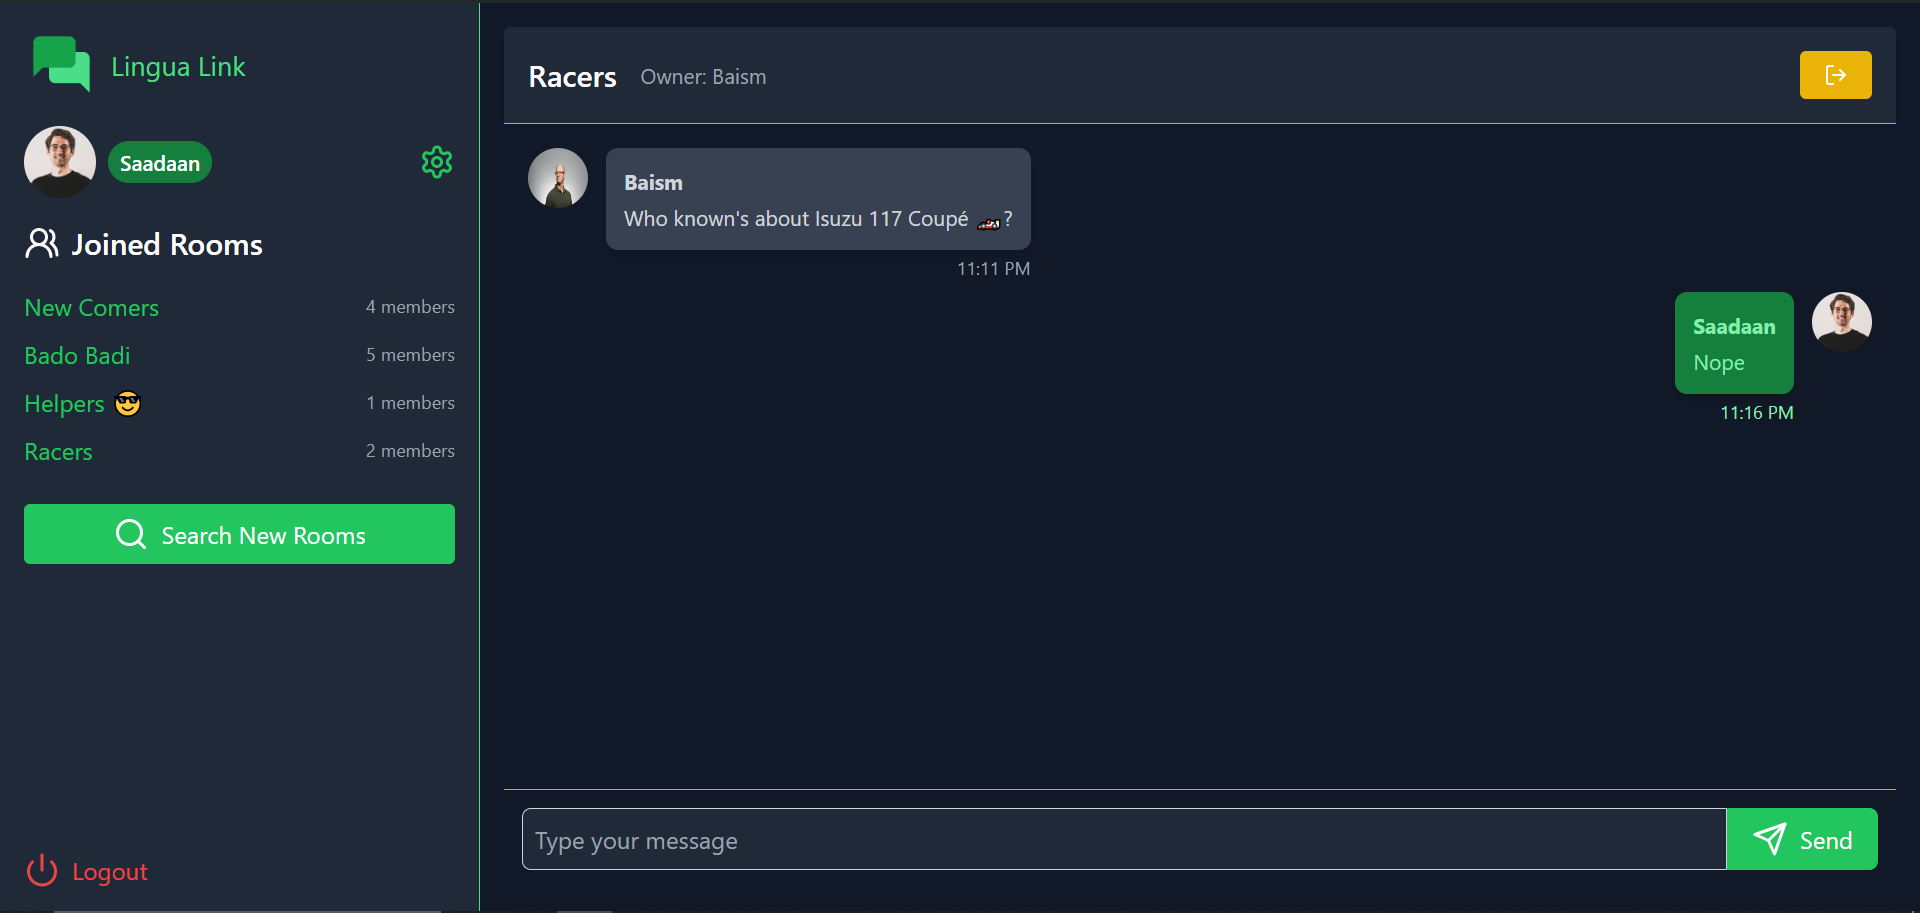 Lingua Link
Saadaan
Joined Rooms
New Comers 4 members
Bado Badi 5 members
Helpers 😎 1 members
Racers 2 members
Search New Rooms
Logout
Racers Owner: Baism
Baism
Who known's about Isuzu 117 Coupé 🏎️?
11:11 PM
Saadaan
Nope
11:16 PM
Type your message
Send